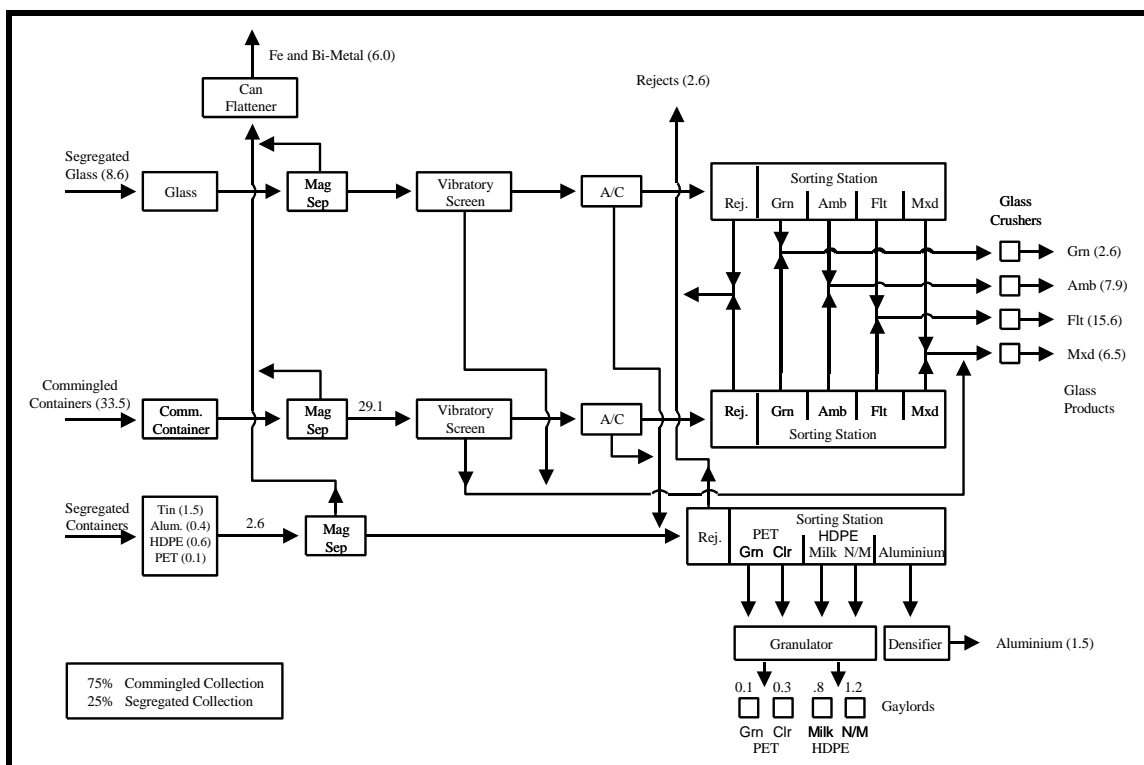 Fe and Bi-Metal (6.0)
Rejects (2.6)
Can
Flattener
Segregated
Glass (8.6)
Glass
Mag
Sep
Vibratory
Screen
A/C
Sorting Station
Rej. Grn Amb Flt Mxd
Glass
Crushers
Grn (2.6)
Amb (7.9)
Flt (15.6)
Mxd (6.5)
Glass
Products
Commingled
Containers (33.5)
Comm.
Container
Mag
Sep
29.1
Vibratory
Screen
A/C
Rej. Grn Amb Flt Mxd
Sorting Station
Segregated
Containers
Tin (1.5)
Alum. (0.4)
HDPE (0.6)
PET (0.1)
2.6
Mag
Sep
Sorting Station
Rej.
PET HDPE
Grn Clr Milk N/M Aluminium
Granulator
Densifier
Aluminium (1.5)
0.1 0.3 .8 1.2
Gaylords
Grn Clr Milk N/M
PET HDPE
75% Commingled Collection
25% Segregated Collection